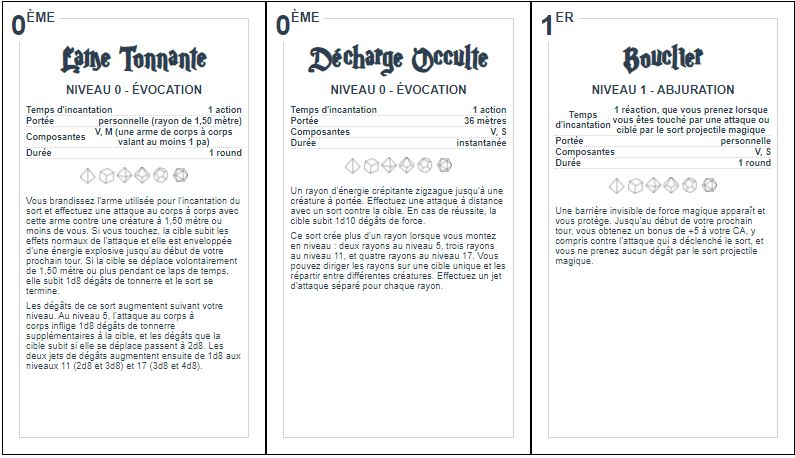 0ÈME
Lame Tonnante
NIVEAU 0 - ÉVOCATION
Temps d'incantation 1 action
Portée personnelle (rayon de 1,50 mètre)
Composantes V, M (une arme de corps à corps
valant au moins 1 pa)
Durée 1 round
Vous brandissez l'arme utilisée pour l'incantation du
sort et effectuez une attaque au corps à corps avec
cette arme contre une créature à 1,50 mètre ou
moins de vous. Si vous touchez, la cible subit les
effets normaux de l'attaque et elle est enveloppée
d'une énergie explosive jusqu'au début de votre
prochain tour. Si la cible se déplace volontairement
de 1,50 mètre ou plus pendant ce laps de temps,
elle subit 1d8 dégâts de tonnerre et le sort se
termine.
Les dégâts de ce sort augmentent suivant votre
niveau. Au niveau 5, l'attaque au corps à
corps inflige 1d8 dégâts de tonnerre
supplémentaires à la cible, et les dégâts que la
cible subit si elle se déplace passent à 2d8. Les
deux jets de dégâts augmentent ensuite de 1d8 aux
niveaux 11 (2d8 et 3d8) et 17 (3d8 et 4d8).
0ÈME
Décharge Occulte
NIVEAU 0 - ÉVOCATION
Temps d'incantation 1 action
Portée 36 mètres
Composantes V, S
Durée instantanée
Un rayon d'énergie crépitante zigzague jusqu'à une
créature à portée. Effectuez une attaque à distance
avec un sort contre la cible. En cas de réussite, la
cible subit 1d10 dégâts de force.
Ce sort crée plus d'un rayon lorsque vous montez
en niveau : deux rayons au niveau 5, trois rayons
au niveau 11, et quatre rayons au niveau 17. Vous
pouvez diriger les rayons sur une cible unique et les
répartir entre différentes créatures. Effectuez un jet
d'attaque séparé pour chaque rayon.
1ER
Bouclier
NIVEAU 1 - ABJURATION
Temps d'incantation 1 réaction, que vous prenez lorsque
vous êtes touché par une attaque ou
ciblé par le sort projectile magique
Portée personnelle
Composantes V, S
Durée 1 round
Une barrière invisible de force magique apparaît et
vous protège. Jusqu'au début de votre prochain
tour, vous obtenez un bonus de +5 à votre CA, y
compris contre l'attaque qui a déclenché le sort, et
vous ne prenez aucun dégât par le sort projectile
magique.